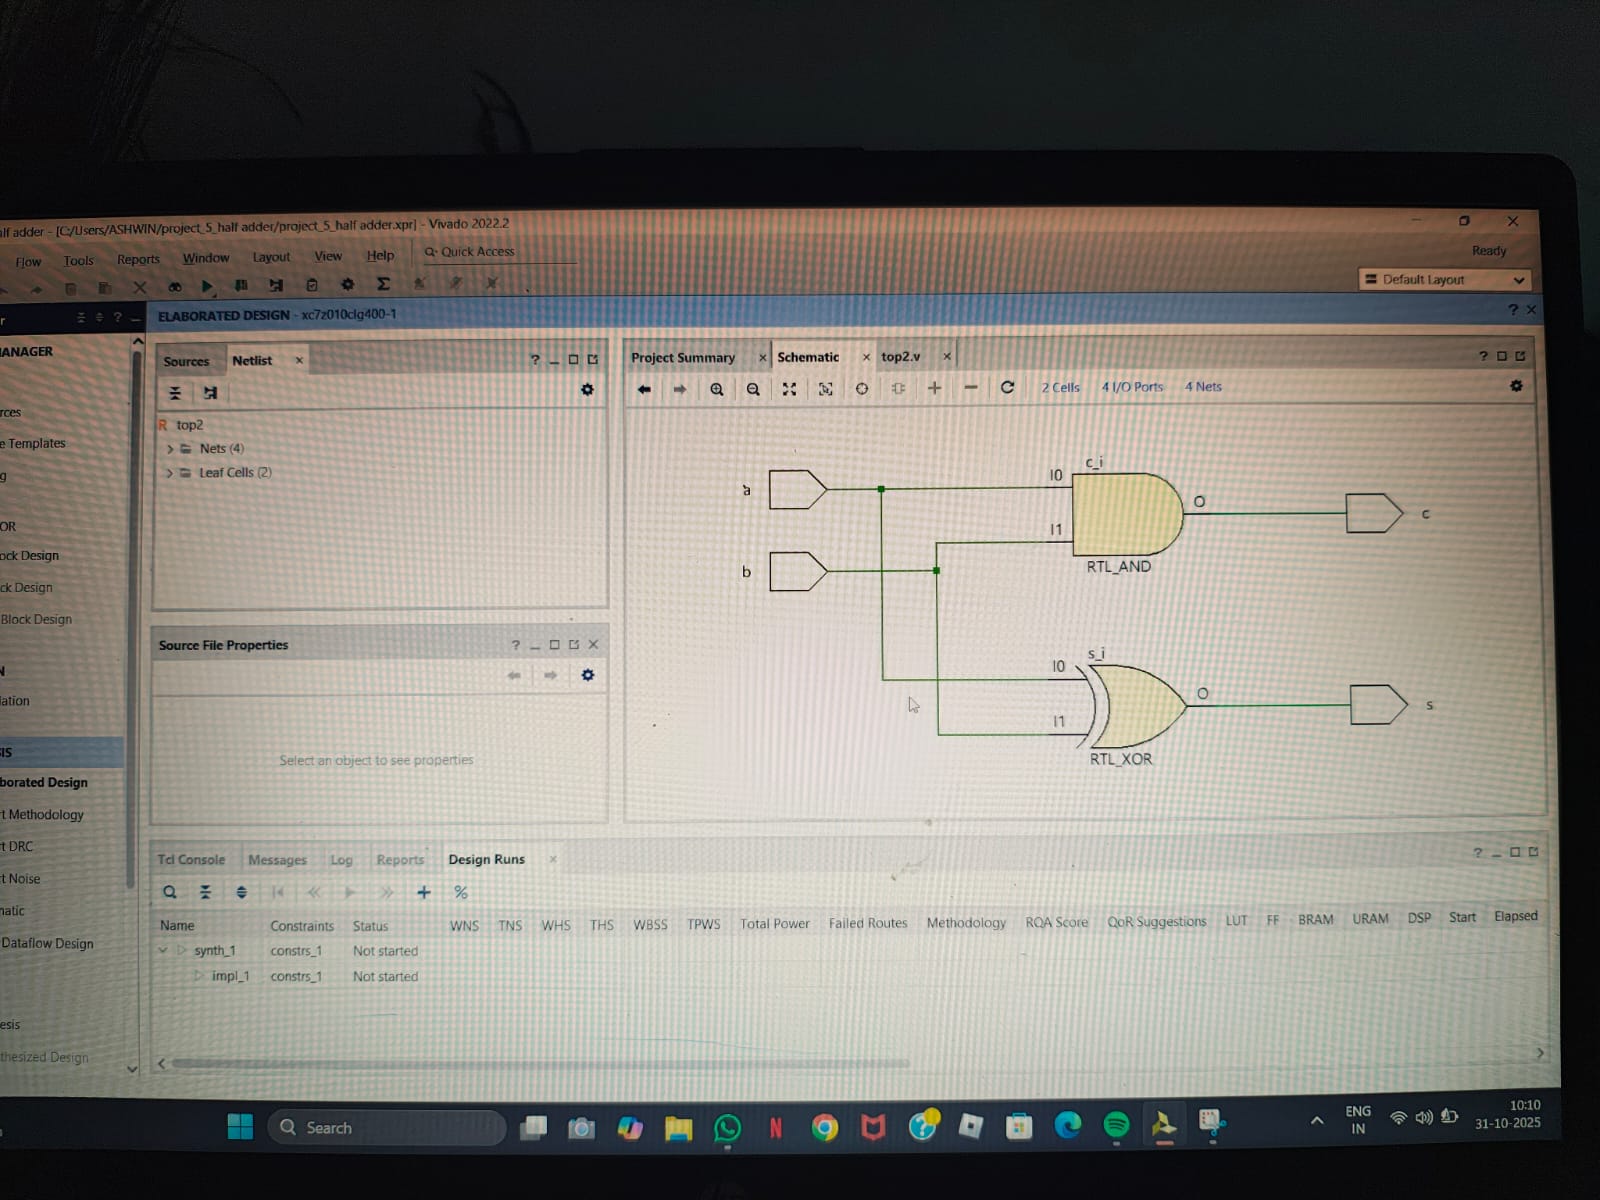 alf adder - [C:/Users/ASHWIN/project_5_half adder/project_5_half adder.xpr] - Vivado 2022.2
Flow Tools Reports Window Layout View Help Quick Access
Ready
Default Layout
ELABORATED DESIGN - xc7z010clg400-1
ANAGER
rces
e Templates
g
OR
ock Design
ck Design
Block Design
N
lation
SIS
borated Design
t Methodology
t DRC
t Noise
natic
Dataflow Design
esis
thesized Design
Sources Netlist
R top2
Nets (4)
Leaf Cells (2)
Source File Properties
Select an object to see properties
Project Summary Schematic top2.v
2 Cells 4 I/O Ports 4 Nets
a
b
c_i
I0
I1
O
RTL_AND
c
s_i
I0
I1
O
RTL_XOR
s
Tcl Console Messages Log Reports Design Runs
Name Constraints Status WNS TNS WHS THS WBSS TPWS Total Power Failed Routes Methodology RQA Score QoR Suggestions LUT FF BRAM URAM DSP Start Elapsed
synth_1 constrs_1 Not started
impl_1 constrs_1 Not started
Search
ENG
IN
10:10
31-10-2025